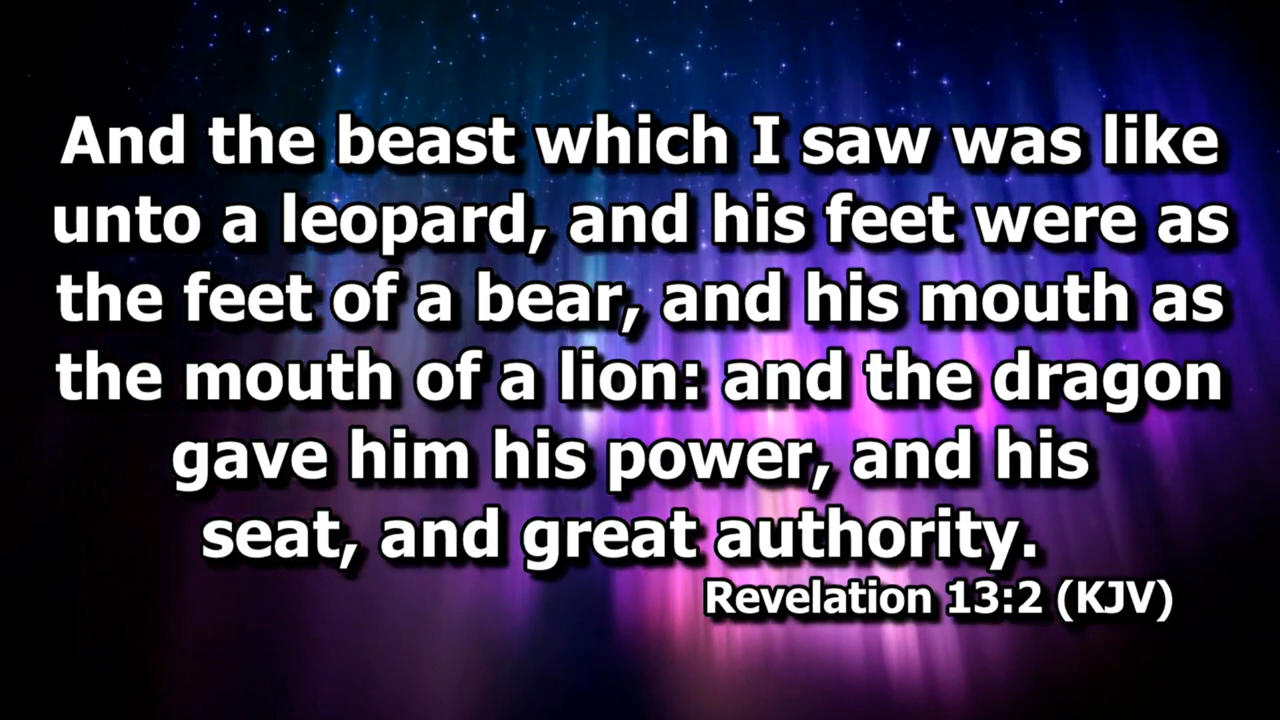 And the beast which I saw was like
unto a leopard, and his feet were as
the feet of a bear, and his mouth as
the mouth of a lion: and the dragon
gave him his power, and his
seat, and great authority.
Revelation 13:2 (KJV)